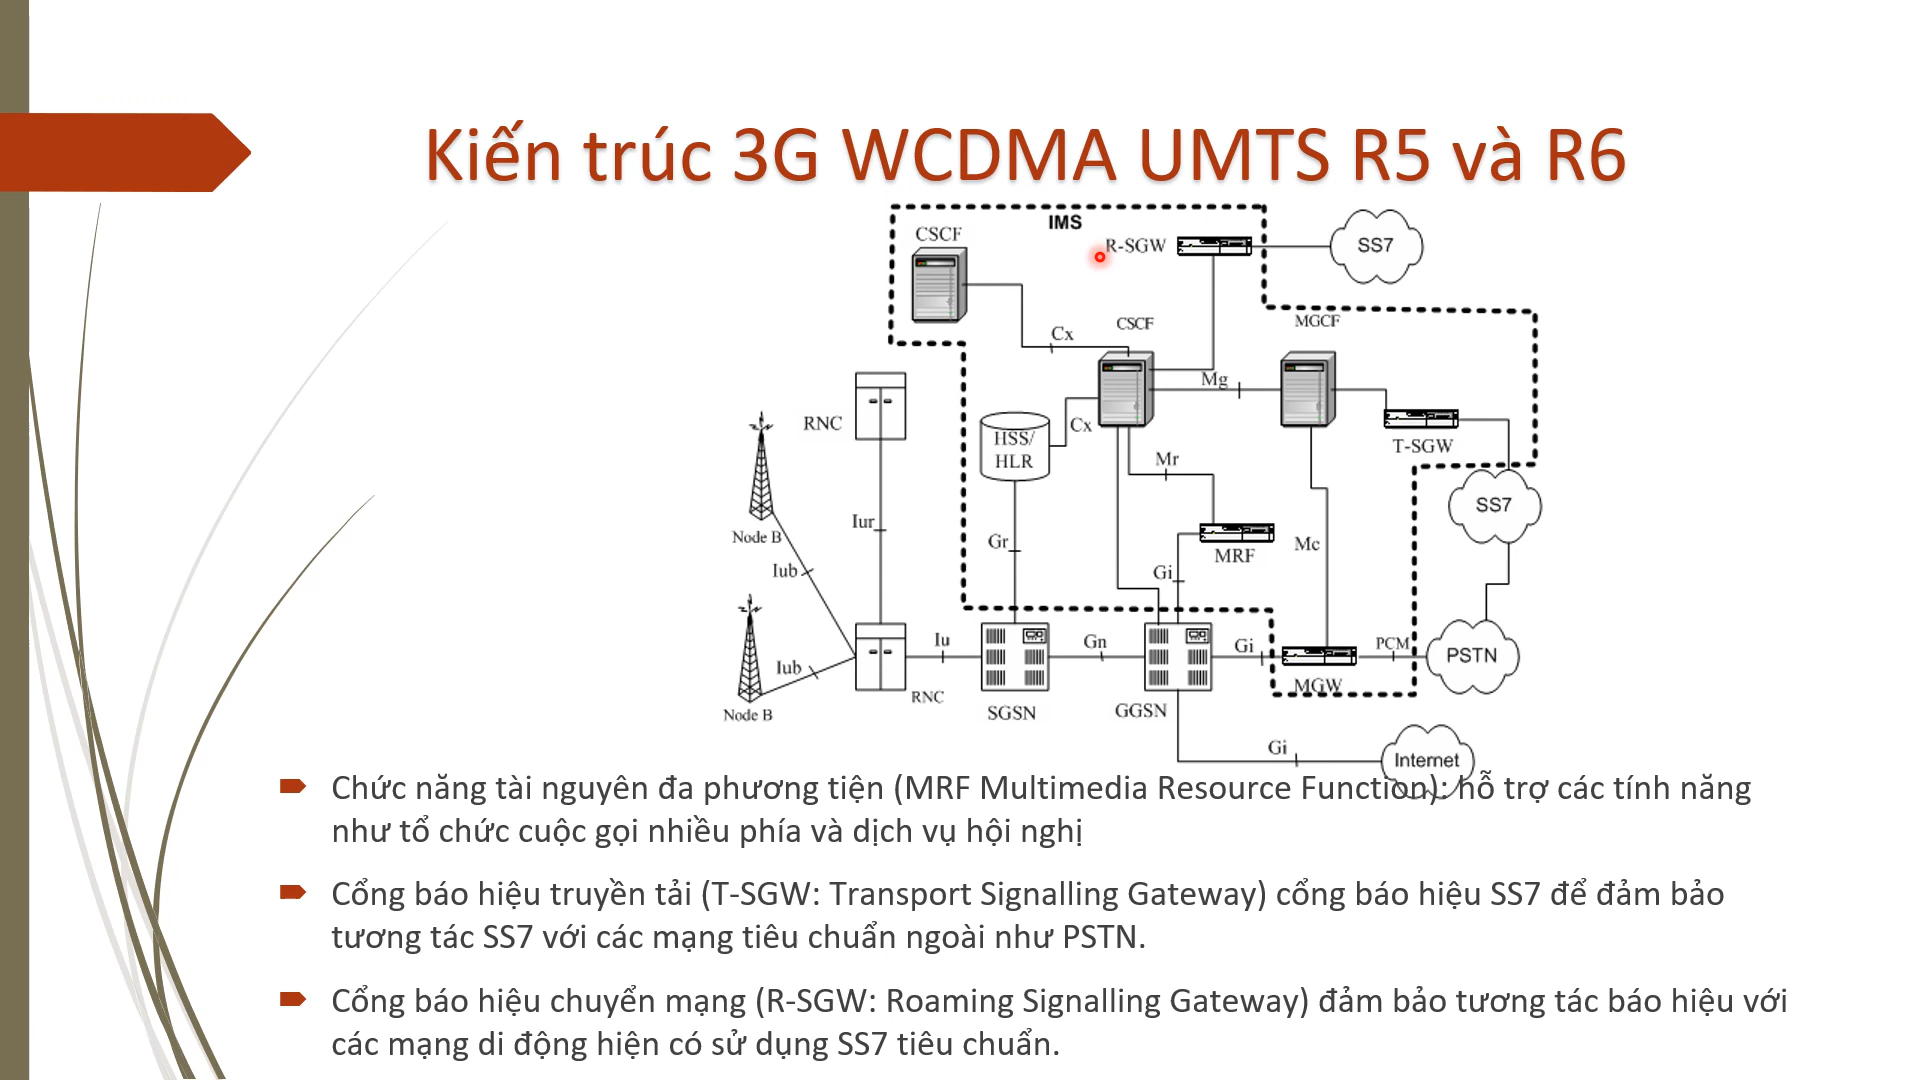 Kiến trúc 3G WCDMA UMTS R5 và R6
IMS
CSCF
R-SGW
SS7
Cx
CSCF
MGCF
Mg
RNC
Cx
HSS/
HLR
T-SGW
Mr
SS7
Iur
Node B
Gr
MRF
Mc
Iub
Gi
Iu
Gn
Gi
PCM
PSTN
Iub
MGW
RNC
Node B
SGSN
GGSN
Gi
Internet
Chức năng tài nguyên đa phương tiện (MRF Multimedia Resource Function): hỗ trợ các tính năng
như tổ chức cuộc gọi nhiều phía và dịch vụ hội nghị
Cổng báo hiệu truyền tải (T-SGW: Transport Signalling Gateway) cổng báo hiệu SS7 để đảm bảo
tương tác SS7 với các mạng tiêu chuẩn ngoài như PSTN.
Cổng báo hiệu chuyển mạng (R-SGW: Roaming Signalling Gateway) đảm bảo tương tác báo hiệu với
các mạng di động hiện có sử dụng SS7 tiêu chuẩn.